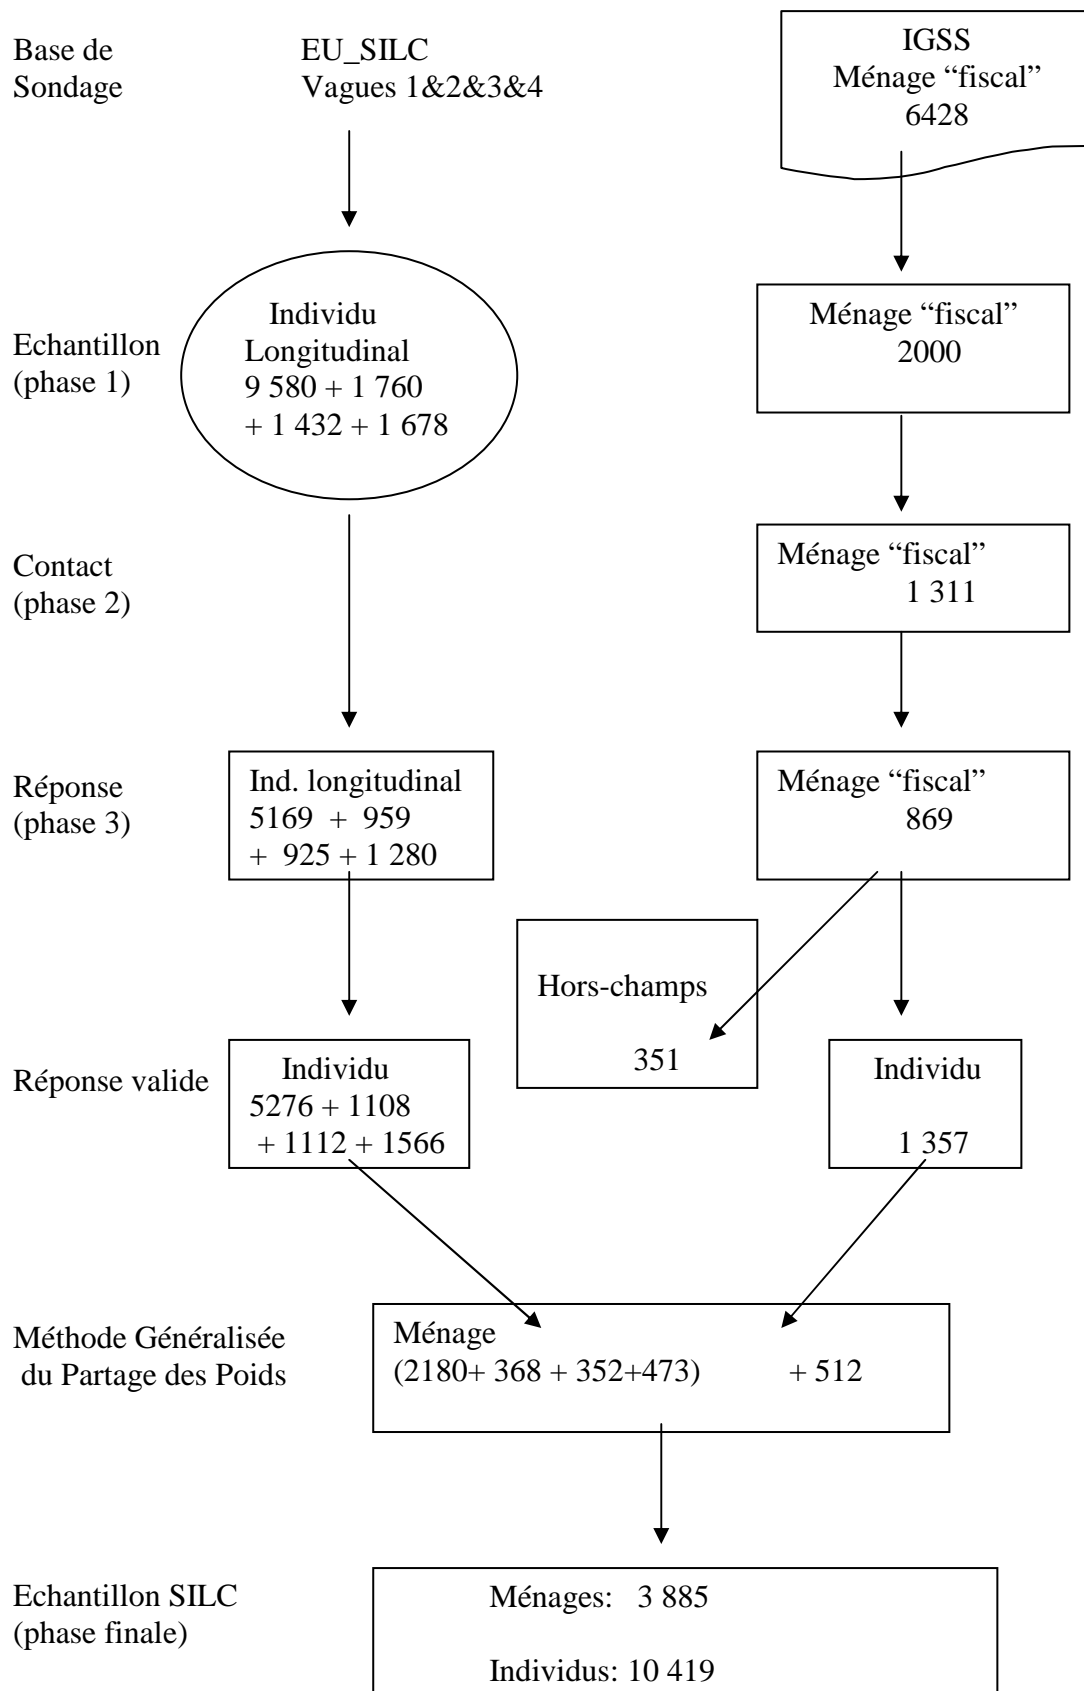 Base de
Sondage
EU_SILC
Vagues 1&2&3&4
IGSS
Ménage “fiscal”
6428
Echantillon
(phase 1)
Individu
Longitudinal
9 580 + 1 760
+ 1 432 + 1 678
Ménage “fiscal”
2000
Contact
(phase 2)
Ménage “fiscal”
1 311
Réponse
(phase 3)
Ind. longitudinal
5169 + 959
+ 925 + 1 280
Ménage “fiscal”
869
Hors-champs
351
Réponse valide
Individu
5276 + 1108
+ 1112 + 1566
Individu
1 357
Méthode Généralisée
du Partage des Poids
Ménage
(2180+ 368 + 352+473) + 512
Echantillon SILC
(phase finale)
Ménages: 3 885
Individus: 10 419